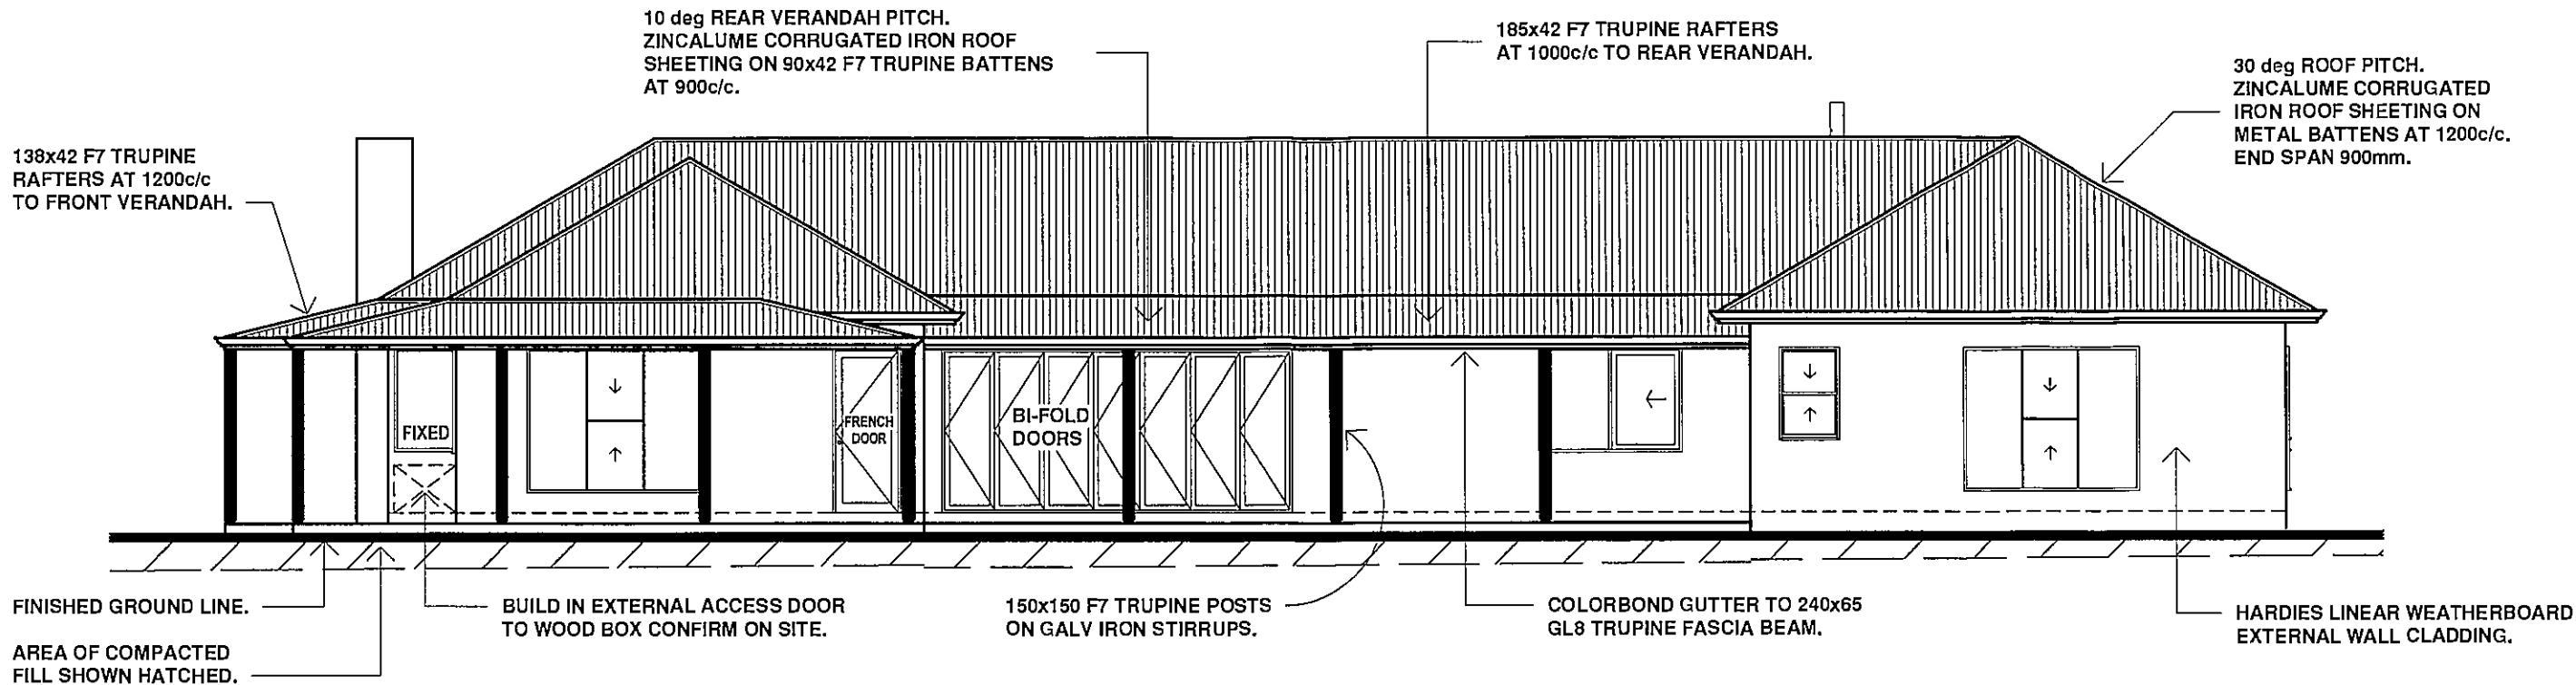 10 deg REAR VERANDAH PITCH.
ZINCALUME CORRUGATED IRON ROOF
SHEETING ON 90x42 F7 TRUPINE BATTENS
AT 900c/c.
185x42 F7 TRUPINE RAFTERS
AT 1000c/c TO REAR VERANDAH.
30 deg ROOF PITCH.
ZINCALUME CORRUGATED
IRON ROOF SHEETING ON
METAL BATTENS AT 1200c/c.
END SPAN 900mm.
138x42 F7 TRUPINE
RAFTERS AT 1200c/c
TO FRONT VERANDAH.
FIXED
FRENCH
DOOR
BI-FOLD
DOORS
FINISHED GROUND LINE.
AREA OF COMPACTED
FILL SHOWN HATCHED.
BUILD IN EXTERNAL ACCESS DOOR
TO WOOD BOX CONFIRM ON SITE.
150x150 F7 TRUPINE POSTS
ON GALV IRON STIRRUPS.
COLORBOND GUTTER TO 240x65
GL8 TRUPINE FASCIA BEAM.
HARDIES LINEAR WEATHERBOARD
EXTERNAL WALL CLADDING.